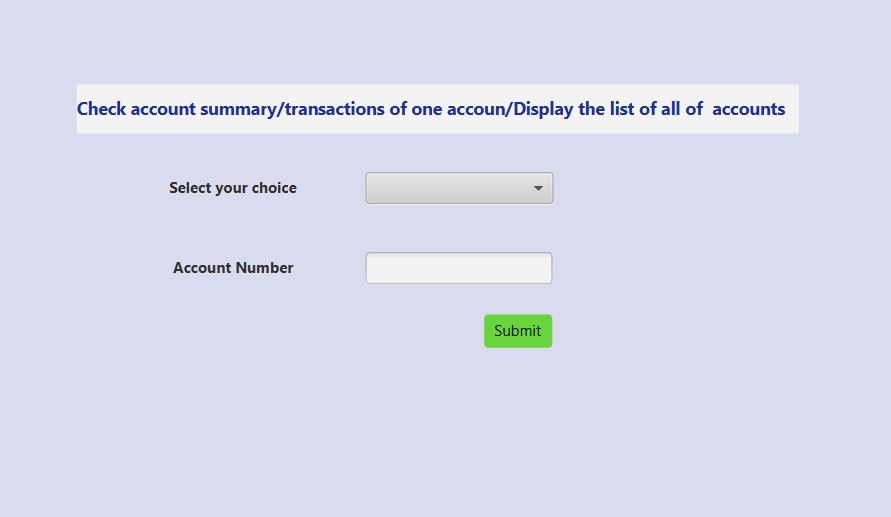 Check account summary/transactions of one accoun/Display the list of all of  accounts
Select your choice
Account Number
Submit